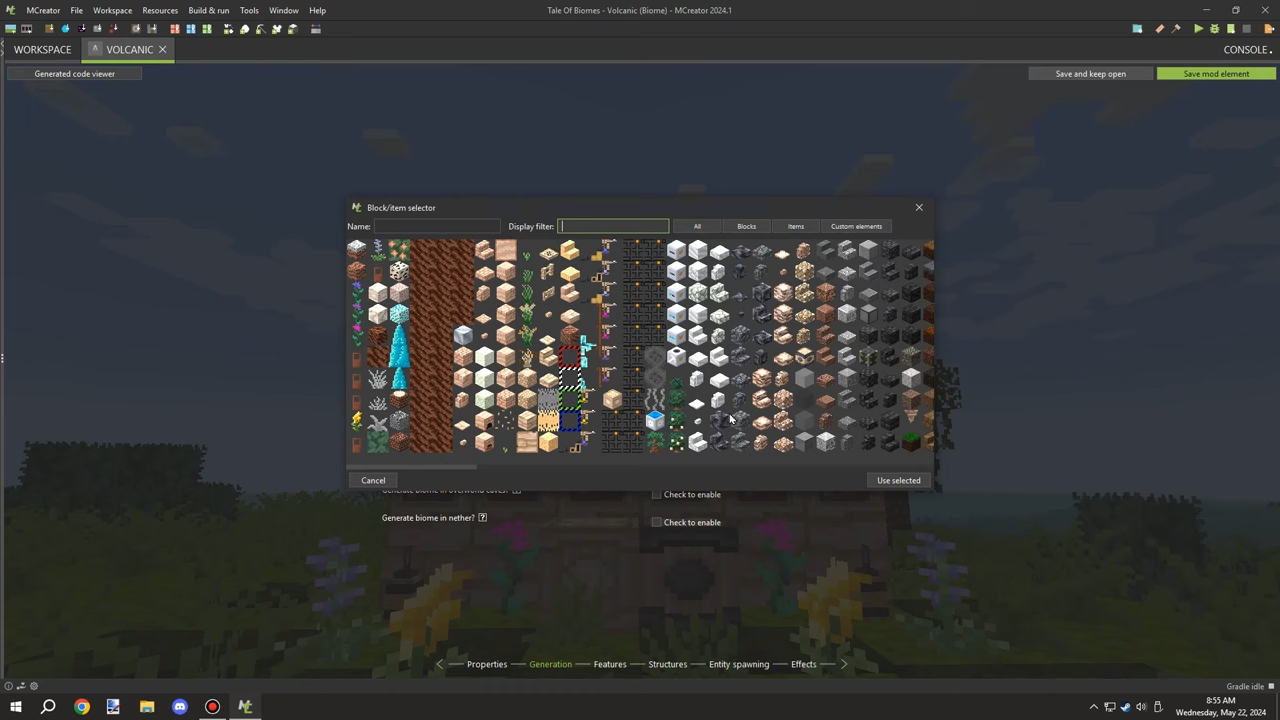 MCreator File Workspace Resources Build & run Tools Window Help
Tale Of Biomes - Volcanic (Biome) - MCreator 2024.1
WORKSPACE VOLCANIC CONSOLE
Generated code viewer Save and keep open Save mod element
Block/item selector
Name: Display filter: All Blocks Items Custom elements
Cancel Use selected
Check to enable
Generate biome in nether? [?] Check to enable
Properties Generation Features Structures Entity spawning Effects
Gradle idle
8:55 AM
Wednesday, May 22, 2024